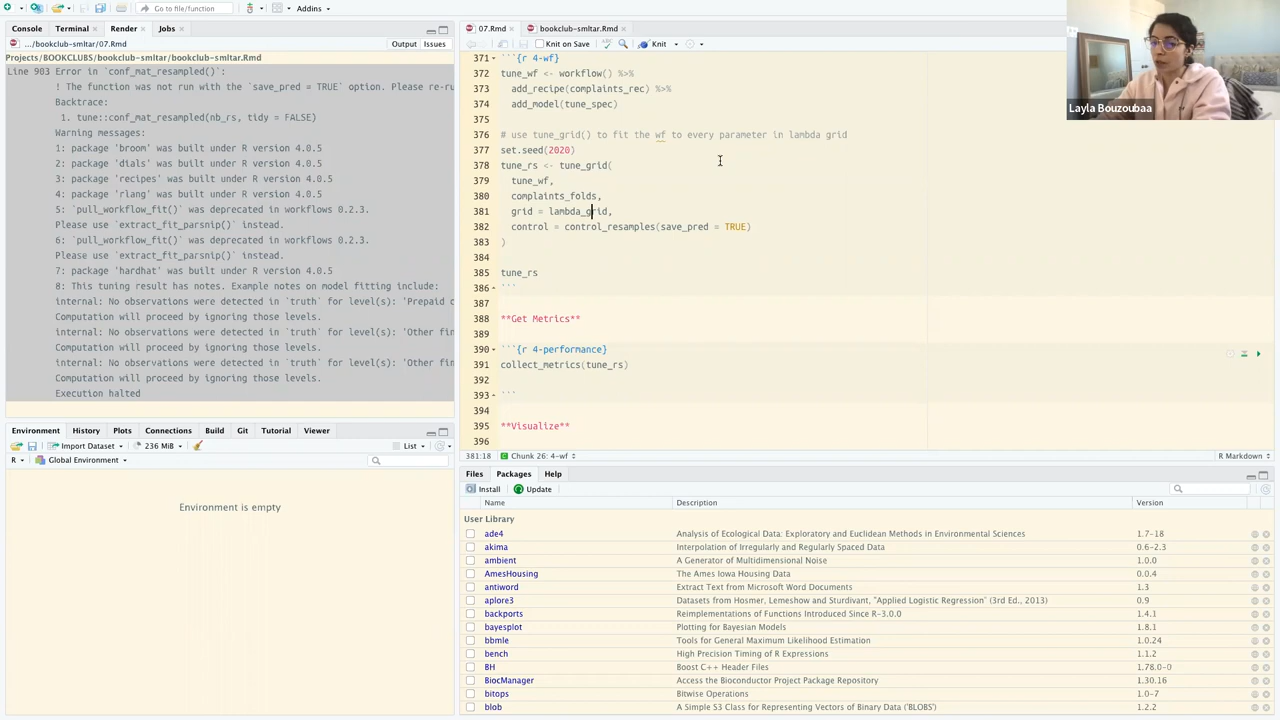 Go to file/function
Addins
Console
Terminal
Render
Jobs
.../bookclub-smltar/07.Rmd
Output
Issues
Projects/BOOKCLUBS/bookclub-smltar/bookclub-smltar.Rmd
Line 903 Error in `conf_mat_resampled()`:
! The function was not run with the `save_pred = TRUE` option. Please re-ru
Backtrace:
1. tune::conf_mat_resampled(nb_rs, tidy = FALSE)
Warning messages:
1: package 'broom' was built under R version 4.0.5
2: package 'dials' was built under R version 4.0.5
3: package 'recipes' was built under R version 4.0.5
4: package 'rlang' was built under R version 4.0.5
5: `pull_workflow_fit()` was deprecated in workflows 0.2.3.
Please use `extract_fit_parsnip()` instead.
6: `pull_workflow_fit()` was deprecated in workflows 0.2.3.
Please use `extract_fit_parsnip()` instead.
7: package 'hardhat' was built under R version 4.0.5
8: This tuning result has notes. Example notes on model fitting include:
internal: No observations were detected in `truth` for level(s): 'Prepaid c
Computation will proceed by ignoring those levels.
internal: No observations were detected in `truth` for level(s): 'Other fin
Computation will proceed by ignoring those levels.
internal: No observations were detected in `truth` for level(s): 'Other fin
Computation will proceed by ignoring those levels.
Execution halted
Environment
History
Plots
Connections
Build
Git
Tutorial
Viewer
Import Dataset
236 MiB
List
R
Global Environment
Environment is empty
07.Rmd
bookclub-smltar.Rmd
Knit on Save
ABC
Knit
371 ```{r 4-wf}
372 tune_wf <- workflow() %>%
373 add_recipe(complaints_rec) %>%
374 add_model(tune_spec)
375
376 # use tune_grid() to fit the wf to every parameter in lambda grid
377 set.seed(2020)
378 tune_rs <- tune_grid(
379 tune_wf,
380 complaints_folds,
381 grid = lambda_grid,
382 control = control_resamples(save_pred = TRUE)
383 )
384
385 tune_rs
386 ```
387
388 **Get Metrics**
389
390 ```{r 4-performance}
391 collect_metrics(tune_rs)
392
393 ```
394
395 **Visualize**
396
381:18
Chunk 26: 4-wf
R Markdown
Files
Packages
Help
Install
Update
Name Description Version
User Library
ade4 Analysis of Ecological Data: Exploratory and Euclidean Methods in Environmental Sciences 1.7-18
akima Interpolation of Irregularly and Regularly Spaced Data 0.6-2.3
ambient A Generator of Multidimensional Noise 1.0.0
AmesHousing The Ames Iowa Housing Data 0.0.4
antiword Extract Text from Microsoft Word Documents 1.3
aplore3 Datasets from Hosmer, Lemeshow and Sturdivant, "Applied Logistic Regression" (3rd Ed., 2013) 0.9
backports Reimplementations of Functions Introduced Since R-3.0.0 1.4.1
bayesplot Plotting for Bayesian Models 1.8.1
bbmle Tools for General Maximum Likelihood Estimation 1.0.24
bench High Precision Timing of R Expressions 1.1.2
BH Boost C++ Header Files 1.78.0-0
BiocManager Access the Bioconductor Project Package Repository 1.30.16
bitops Bitwise Operations 1.0-7
blob A Simple S3 Class for Representing Vectors of Binary Data ('BLOBS') 1.2.2
Layla Bouzoubaa